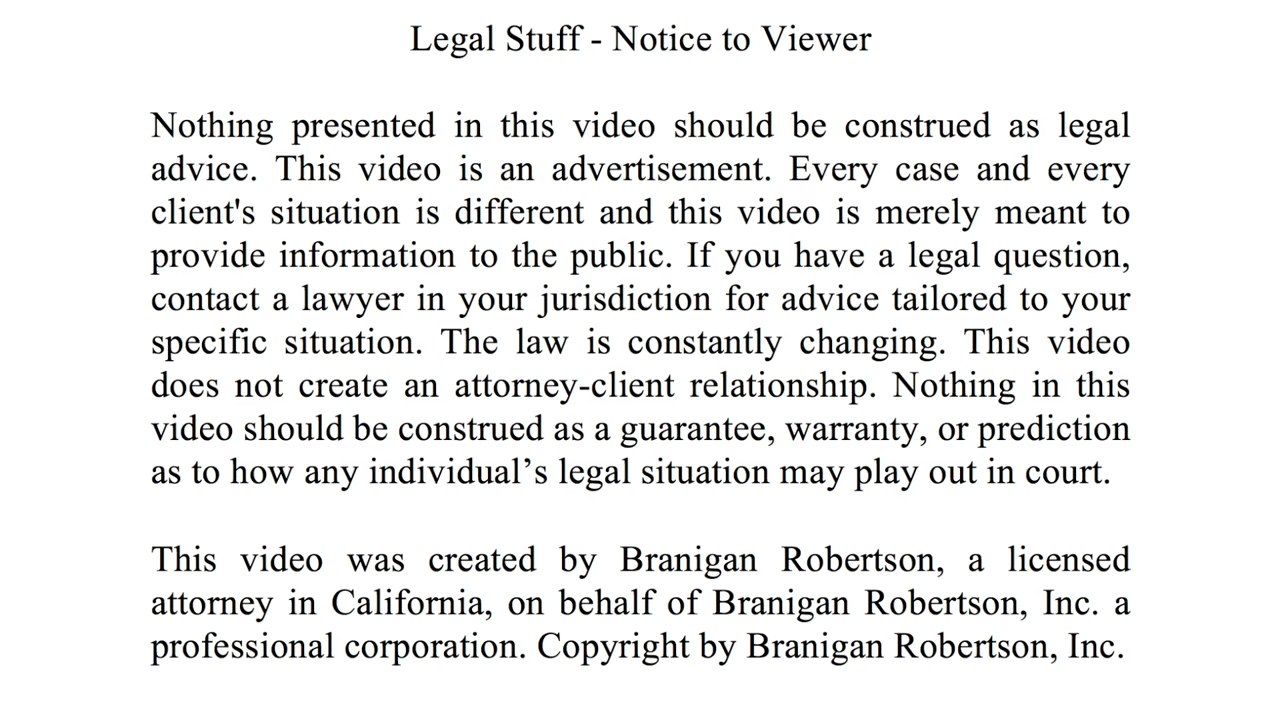 Legal Stuff - Notice to Viewer
Nothing presented in this video should be construed as legal
advice. This video is an advertisement. Every case and every
client's situation is different and this video is merely meant to
provide information to the public. If you have a legal question,
contact a lawyer in your jurisdiction for advice tailored to your
specific situation. The law is constantly changing. This video
does not create an attorney-client relationship. Nothing in this
video should be construed as a guarantee, warranty, or prediction
as to how any individual’s legal situation may play out in court.
This video was created by Branigan Robertson, a licensed
attorney in California, on behalf of Branigan Robertson, Inc. a
professional corporation. Copyright by Branigan Robertson, Inc.